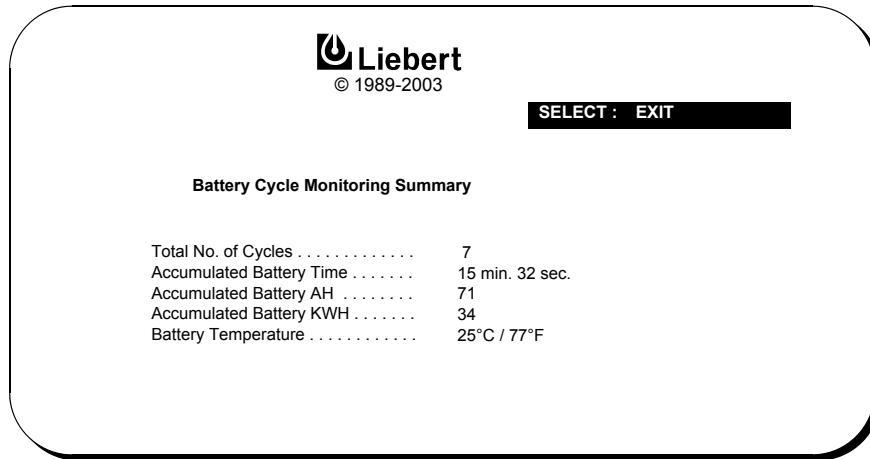 Liebert
© 1989-2003
SELECT : EXIT
Battery Cycle Monitoring Summary
Total No. of Cycles . . . . . . . . . . . . . 7
Accumulated Battery Time . . . . . . . 15 min. 32 sec.
Accumulated Battery AH . . . . . . . . 71
Accumulated Battery KWH . . . . . . . 34
Battery Temperature . . . . . . . . . . . . 25°C / 77°F